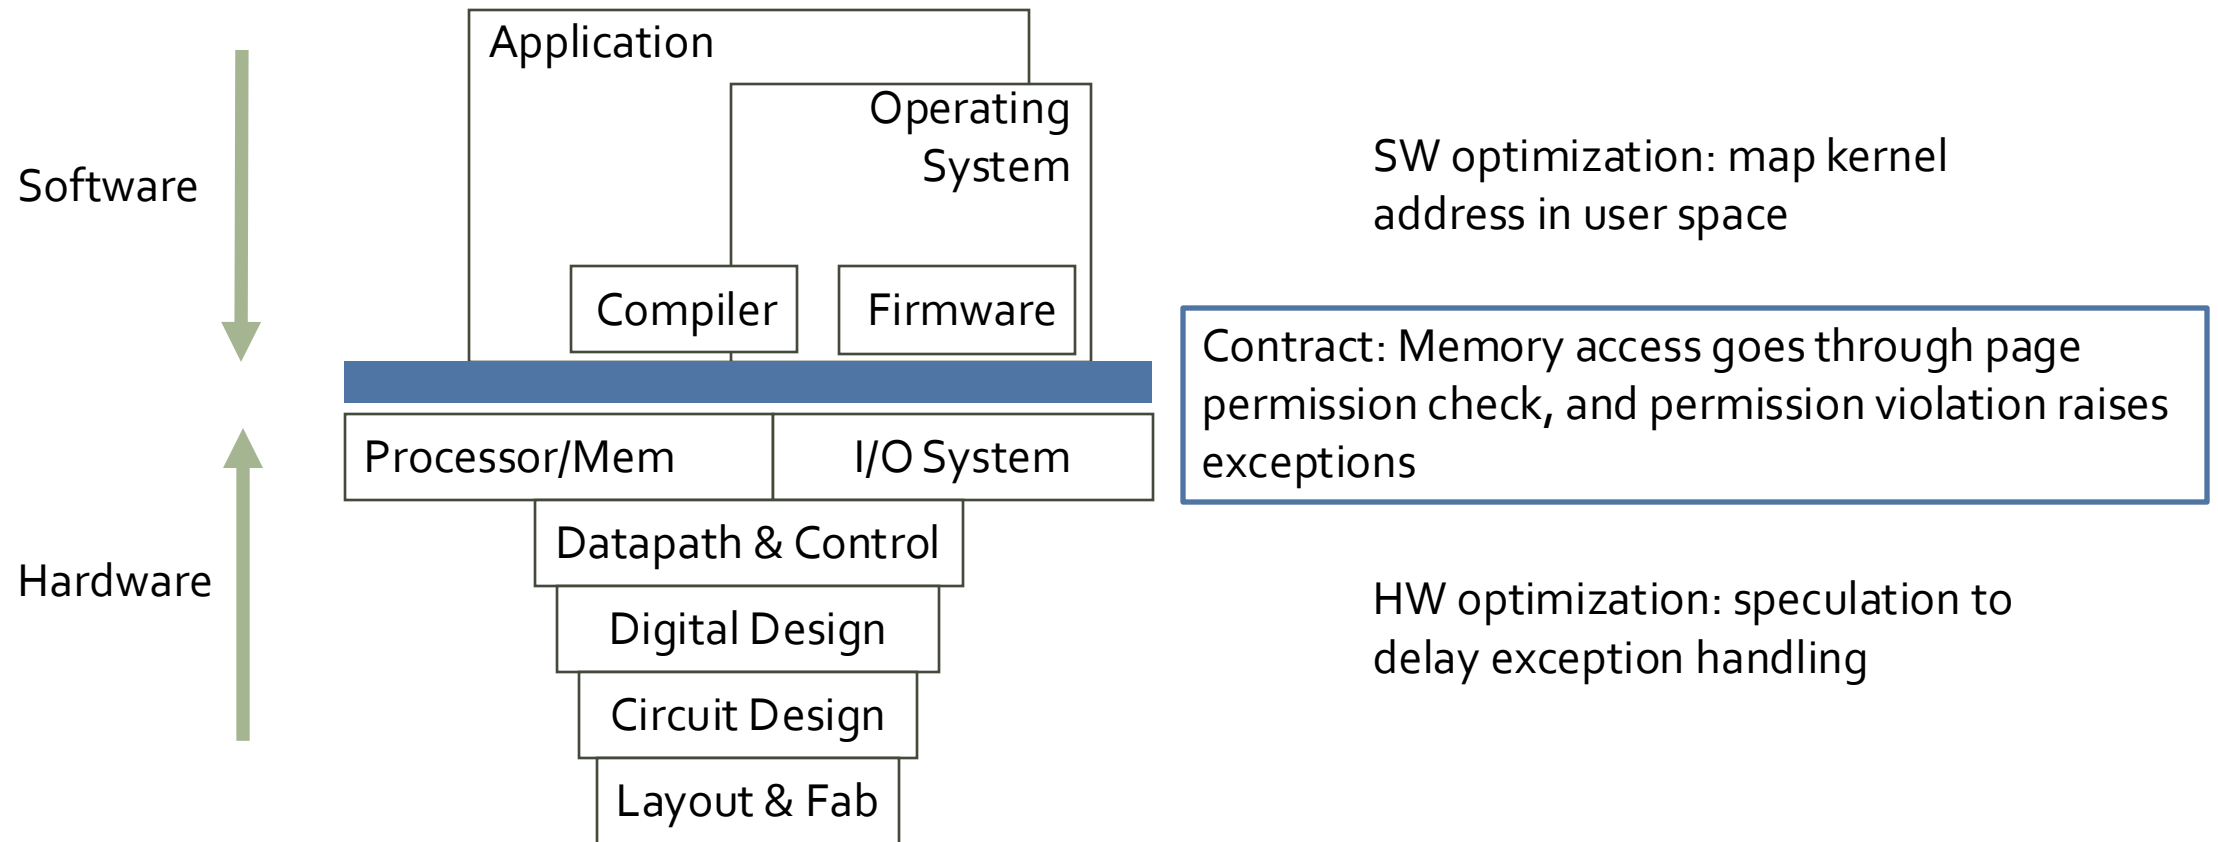 Application
Operating
System
Software
SW optimization: map kernel
address in user space
Compiler
Firmware
Contract: Memory access goes through page
permission check, and permission violation raises
exceptions
Processor/Mem
I/O System
Datapath & Control
Hardware
HW optimization: speculation to
delay exception handling
Digital Design
Circuit Design
Layout & Fab